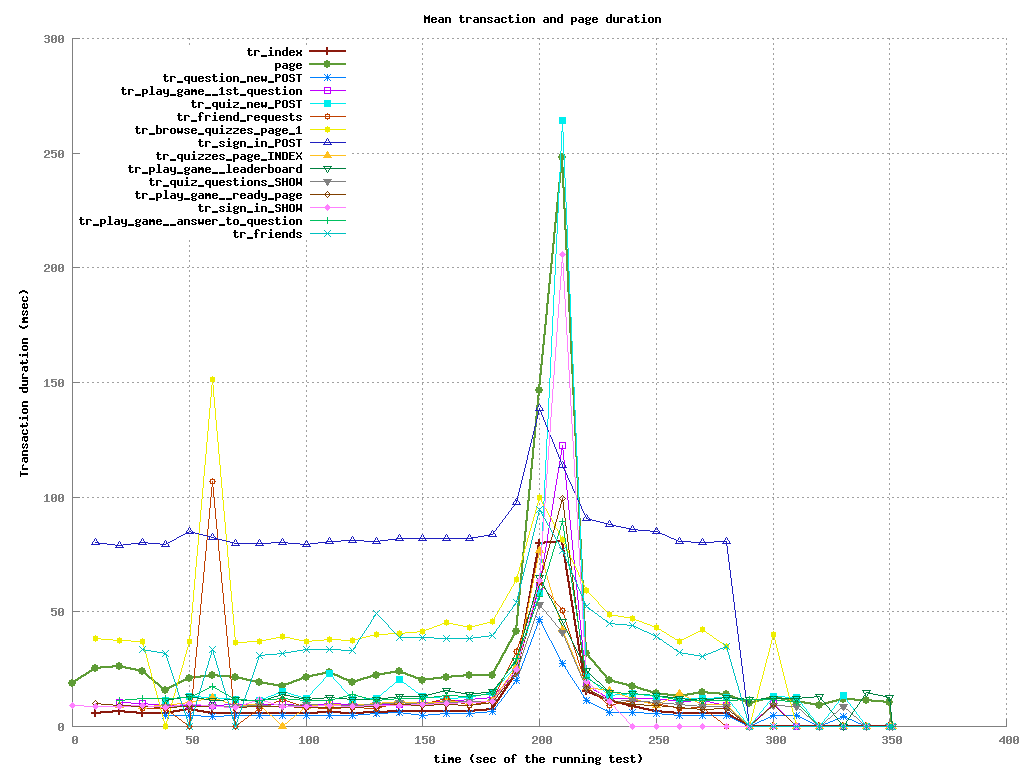 Mean transaction and page duration
300
250
200
150
100
50
0
Transaction duration (msec)
tr_index
page
tr_question_new_POST
tr_play_game__1st_question
tr_quiz_new_POST
tr_friend_requests
tr_browse_quizzes_page_1
tr_sign_in_POST
tr_quizzes_page_INDEX
tr_play_game__leaderboard
tr_quiz_questions_SHOW
tr_play_game__ready_page
tr_sign_in_SHOW
tr_play_game__answer_to_question
tr_friends
0 50 100 150 200 250 300 350 400
time (sec of the running test)